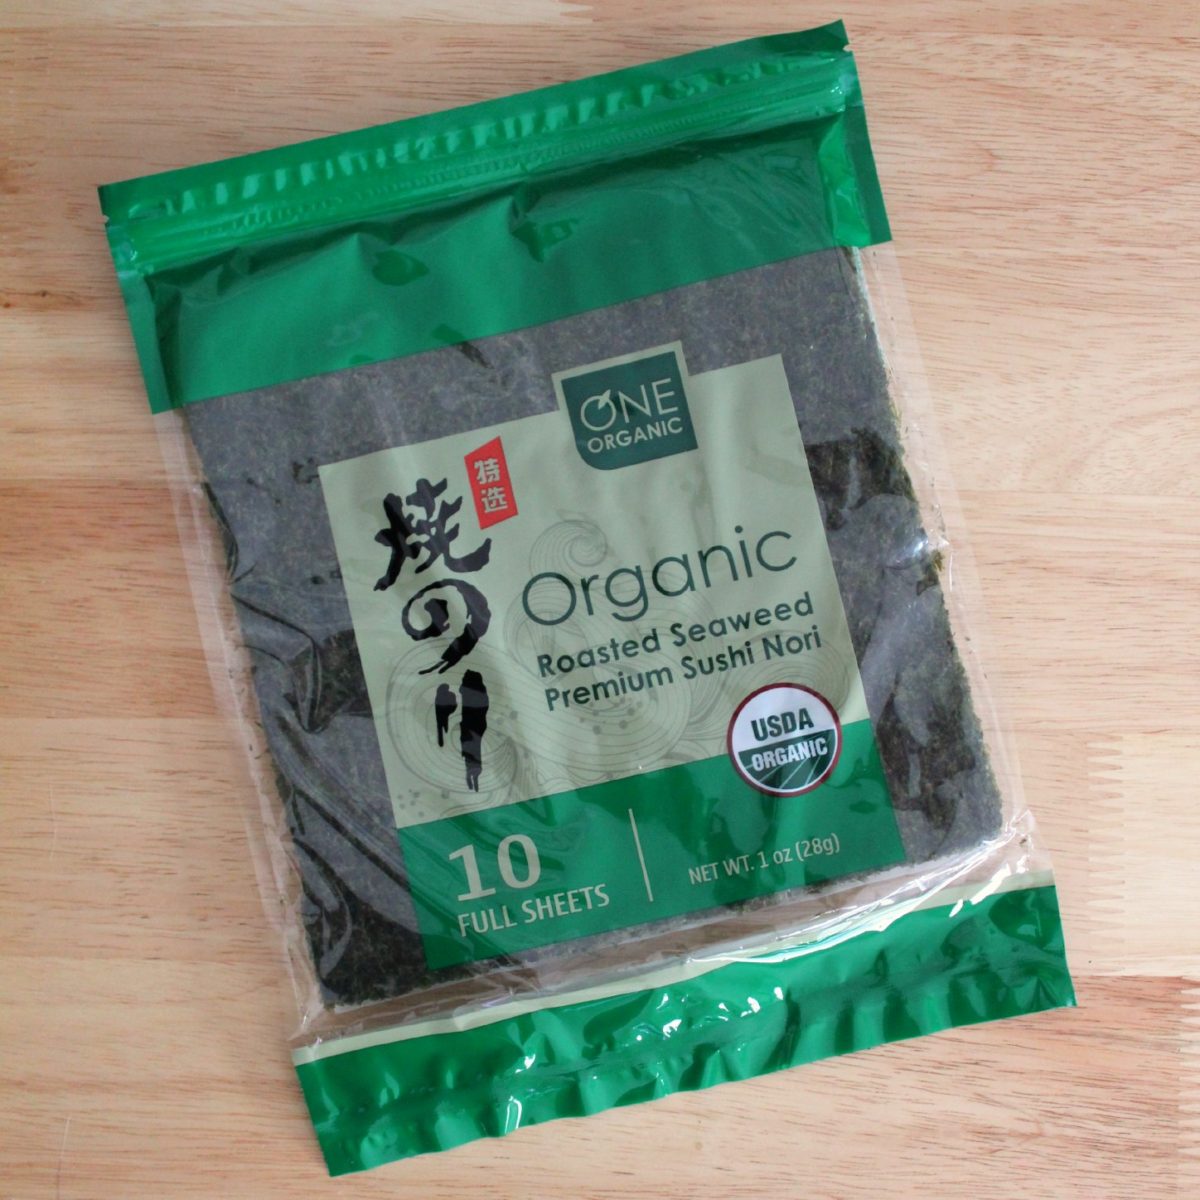 ONE
ORGANIC
特选
焼のり
Organic
Roasted Seaweed
Premium Sushi Nori
USDA
ORGANIC
10
FULL SHEETS
NET WT. 1 oz (28g)